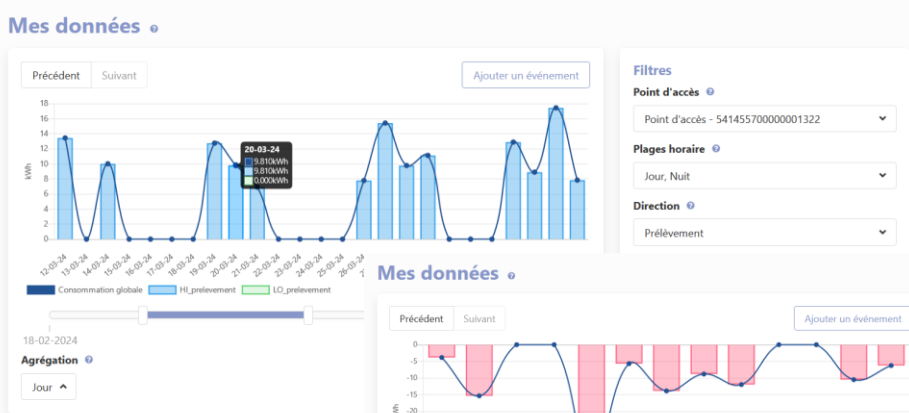 Mes données
Précédent Suivant Ajouter un événement
18
16
14
12
10
8
6
4
2
0
kWh
20-03-24
9.810kWh
9.810kWh
0.000kWh
12-03-24 13-03-24 14-03-24 15-03-24 16-03-24 17-03-24 18-03-24 19-03-24 20-03-24 21-03-24 22-03-24 23-03-24 24-03-24 25-03-24 26-03-24
Consommation globale HI_prelevement LO_prelevement
18-02-2024
Agrégation
Jour
Filtres
Point d'accès
Point d'accès - 541455700000001322
Plages horaire
Jour, Nuit
Direction
Prélèvement
Mes données
Précédent Suivant Ajouter un événement
0
-5
-10
-15
-20